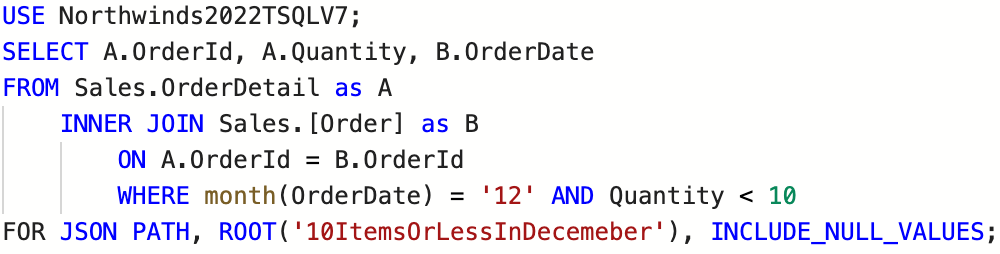 USE Northwinds2022TSQLV7;
SELECT A.OrderId, A.Quantity, B.OrderDate
FROM Sales.OrderDetail as A
INNER JOIN Sales.[Order] as B
ON A.OrderId = B.OrderId
WHERE month(OrderDate) = '12' AND Quantity < 10
FOR JSON PATH, ROOT('10ItemsOrLessInDecemeber'), INCLUDE_NULL_VALUES;